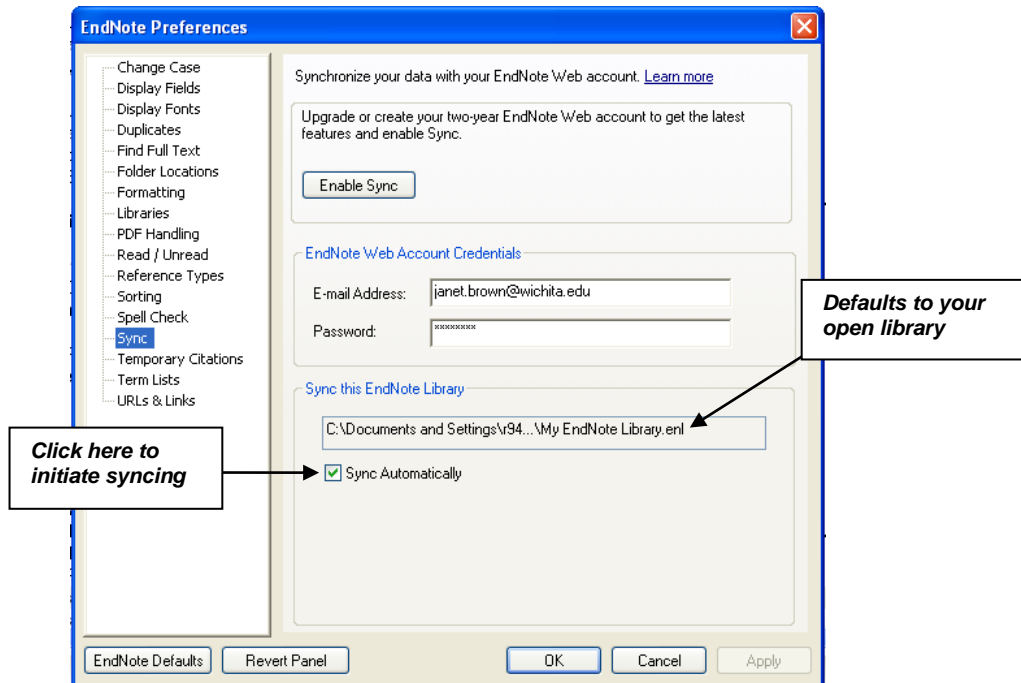 EndNote Preferences
Change Case
Display Fields
Display Fonts
Duplicates
Find Full Text
Folder Locations
Formatting
Libraries
PDF Handling
Read / Unread
Reference Types
Sorting
Spell Check
Sync
Temporary Citations
Term Lists
URLs & Links
Synchronize your data with your EndNote Web account. Learn more
Upgrade or create your two-year EndNote Web account to get the latest
features and enable Sync.
Enable Sync
EndNote Web Account Credentials
E-mail Address: janet.brown@wichita.edu
Password: ********
Sync this EndNote Library
C:\Documents and Settings\r94...\My EndNote Library.enl
Sync Automatically
Defaults to your
open library
Click here to
initiate syncing
EndNote Defaults Revert Panel OK Cancel Apply